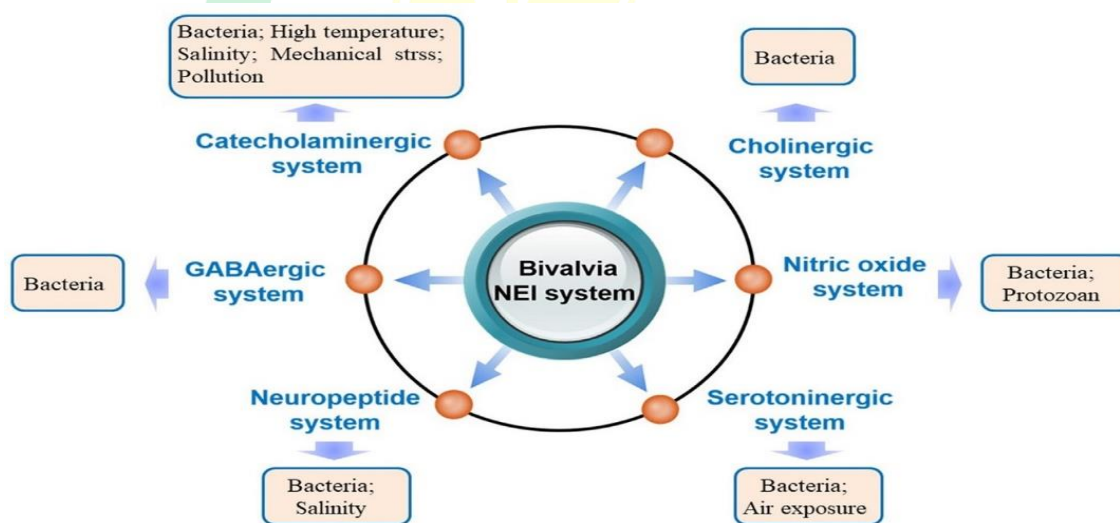 Bacteria; High temperature;
Salinity; Mechanical strss;
Pollution
Bacteria
Catecholaminergic
system
Cholinergic
system
Bacteria
GABAergic
system
Bivalvia
NEI system
Nitric oxide
system
Bacteria;
Protozoan
Neuropeptide
system
Serotoninergic
system
Bacteria;
Salinity
Bacteria;
Air exposure